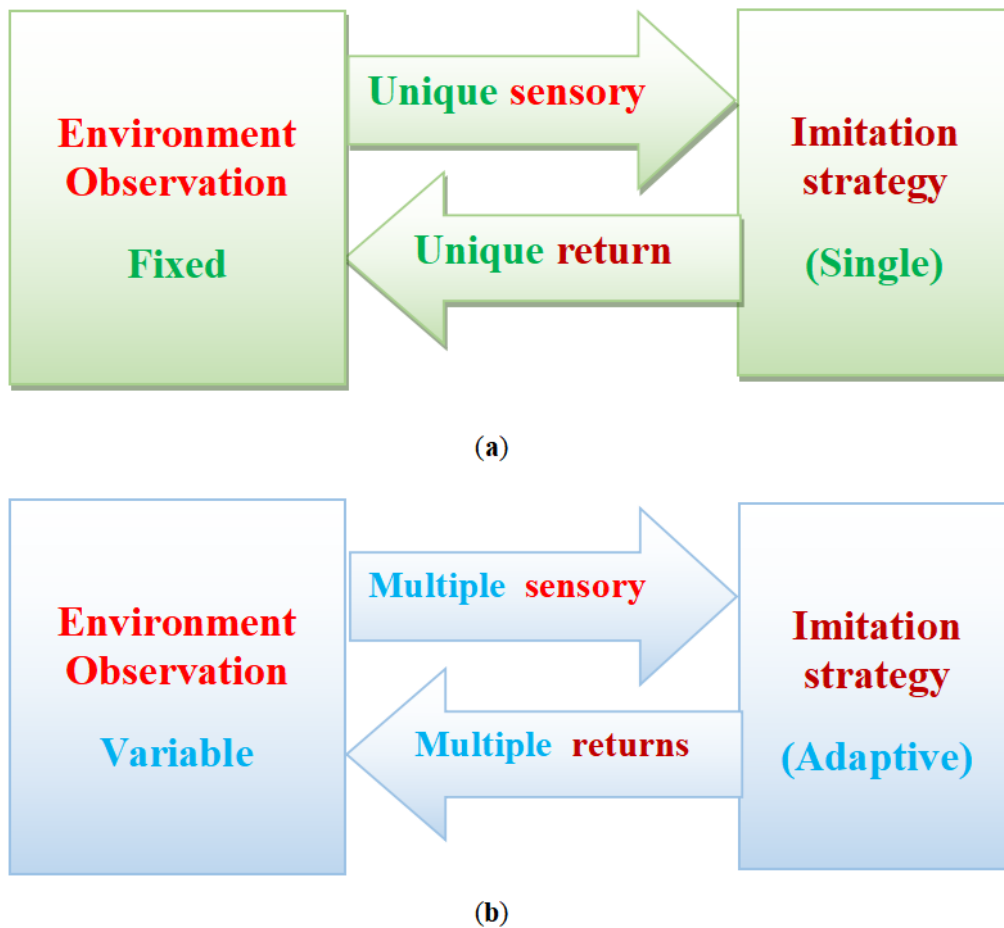 Environment
Observation
Fixed
Unique sensory
Unique return
Imitation
strategy
(Single)
(a)
Environment
Observation
Variable
Multiple sensory
Multiple returns
Imitation
strategy
(Adaptive)
(b)